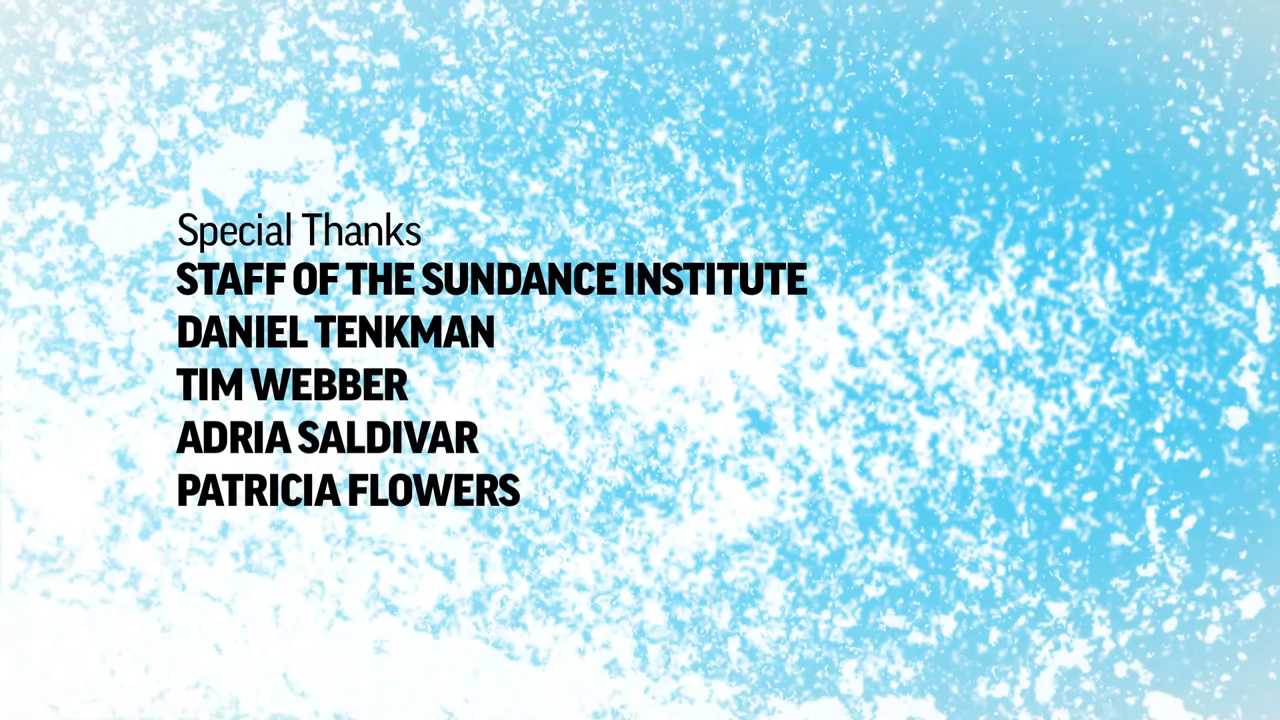 Special Thanks
STAFF OF THE SUNDANCE INSTITUTE
DANIEL TENKMAN
TIM WEBBER
ADRIA SALDIVAR
PATRICIA FLOWERS